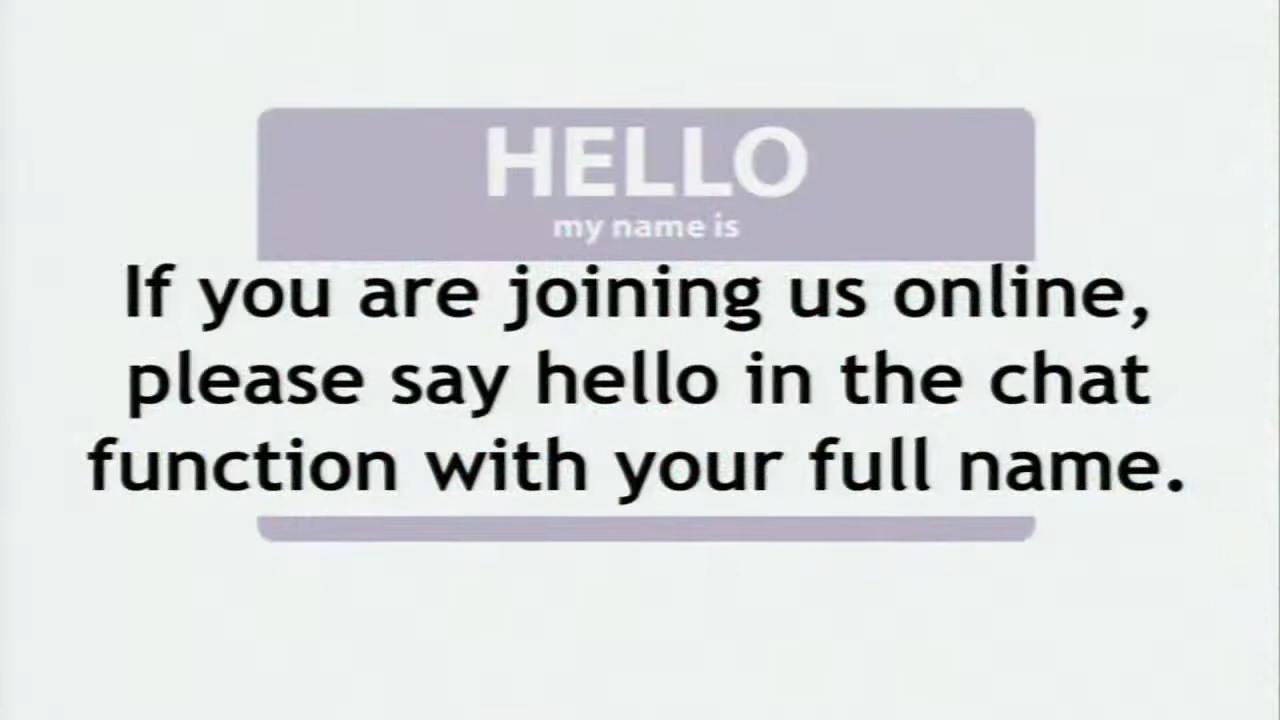 HELLO
my name is
If you are joining us online,
please say hello in the chat
function with your full name.